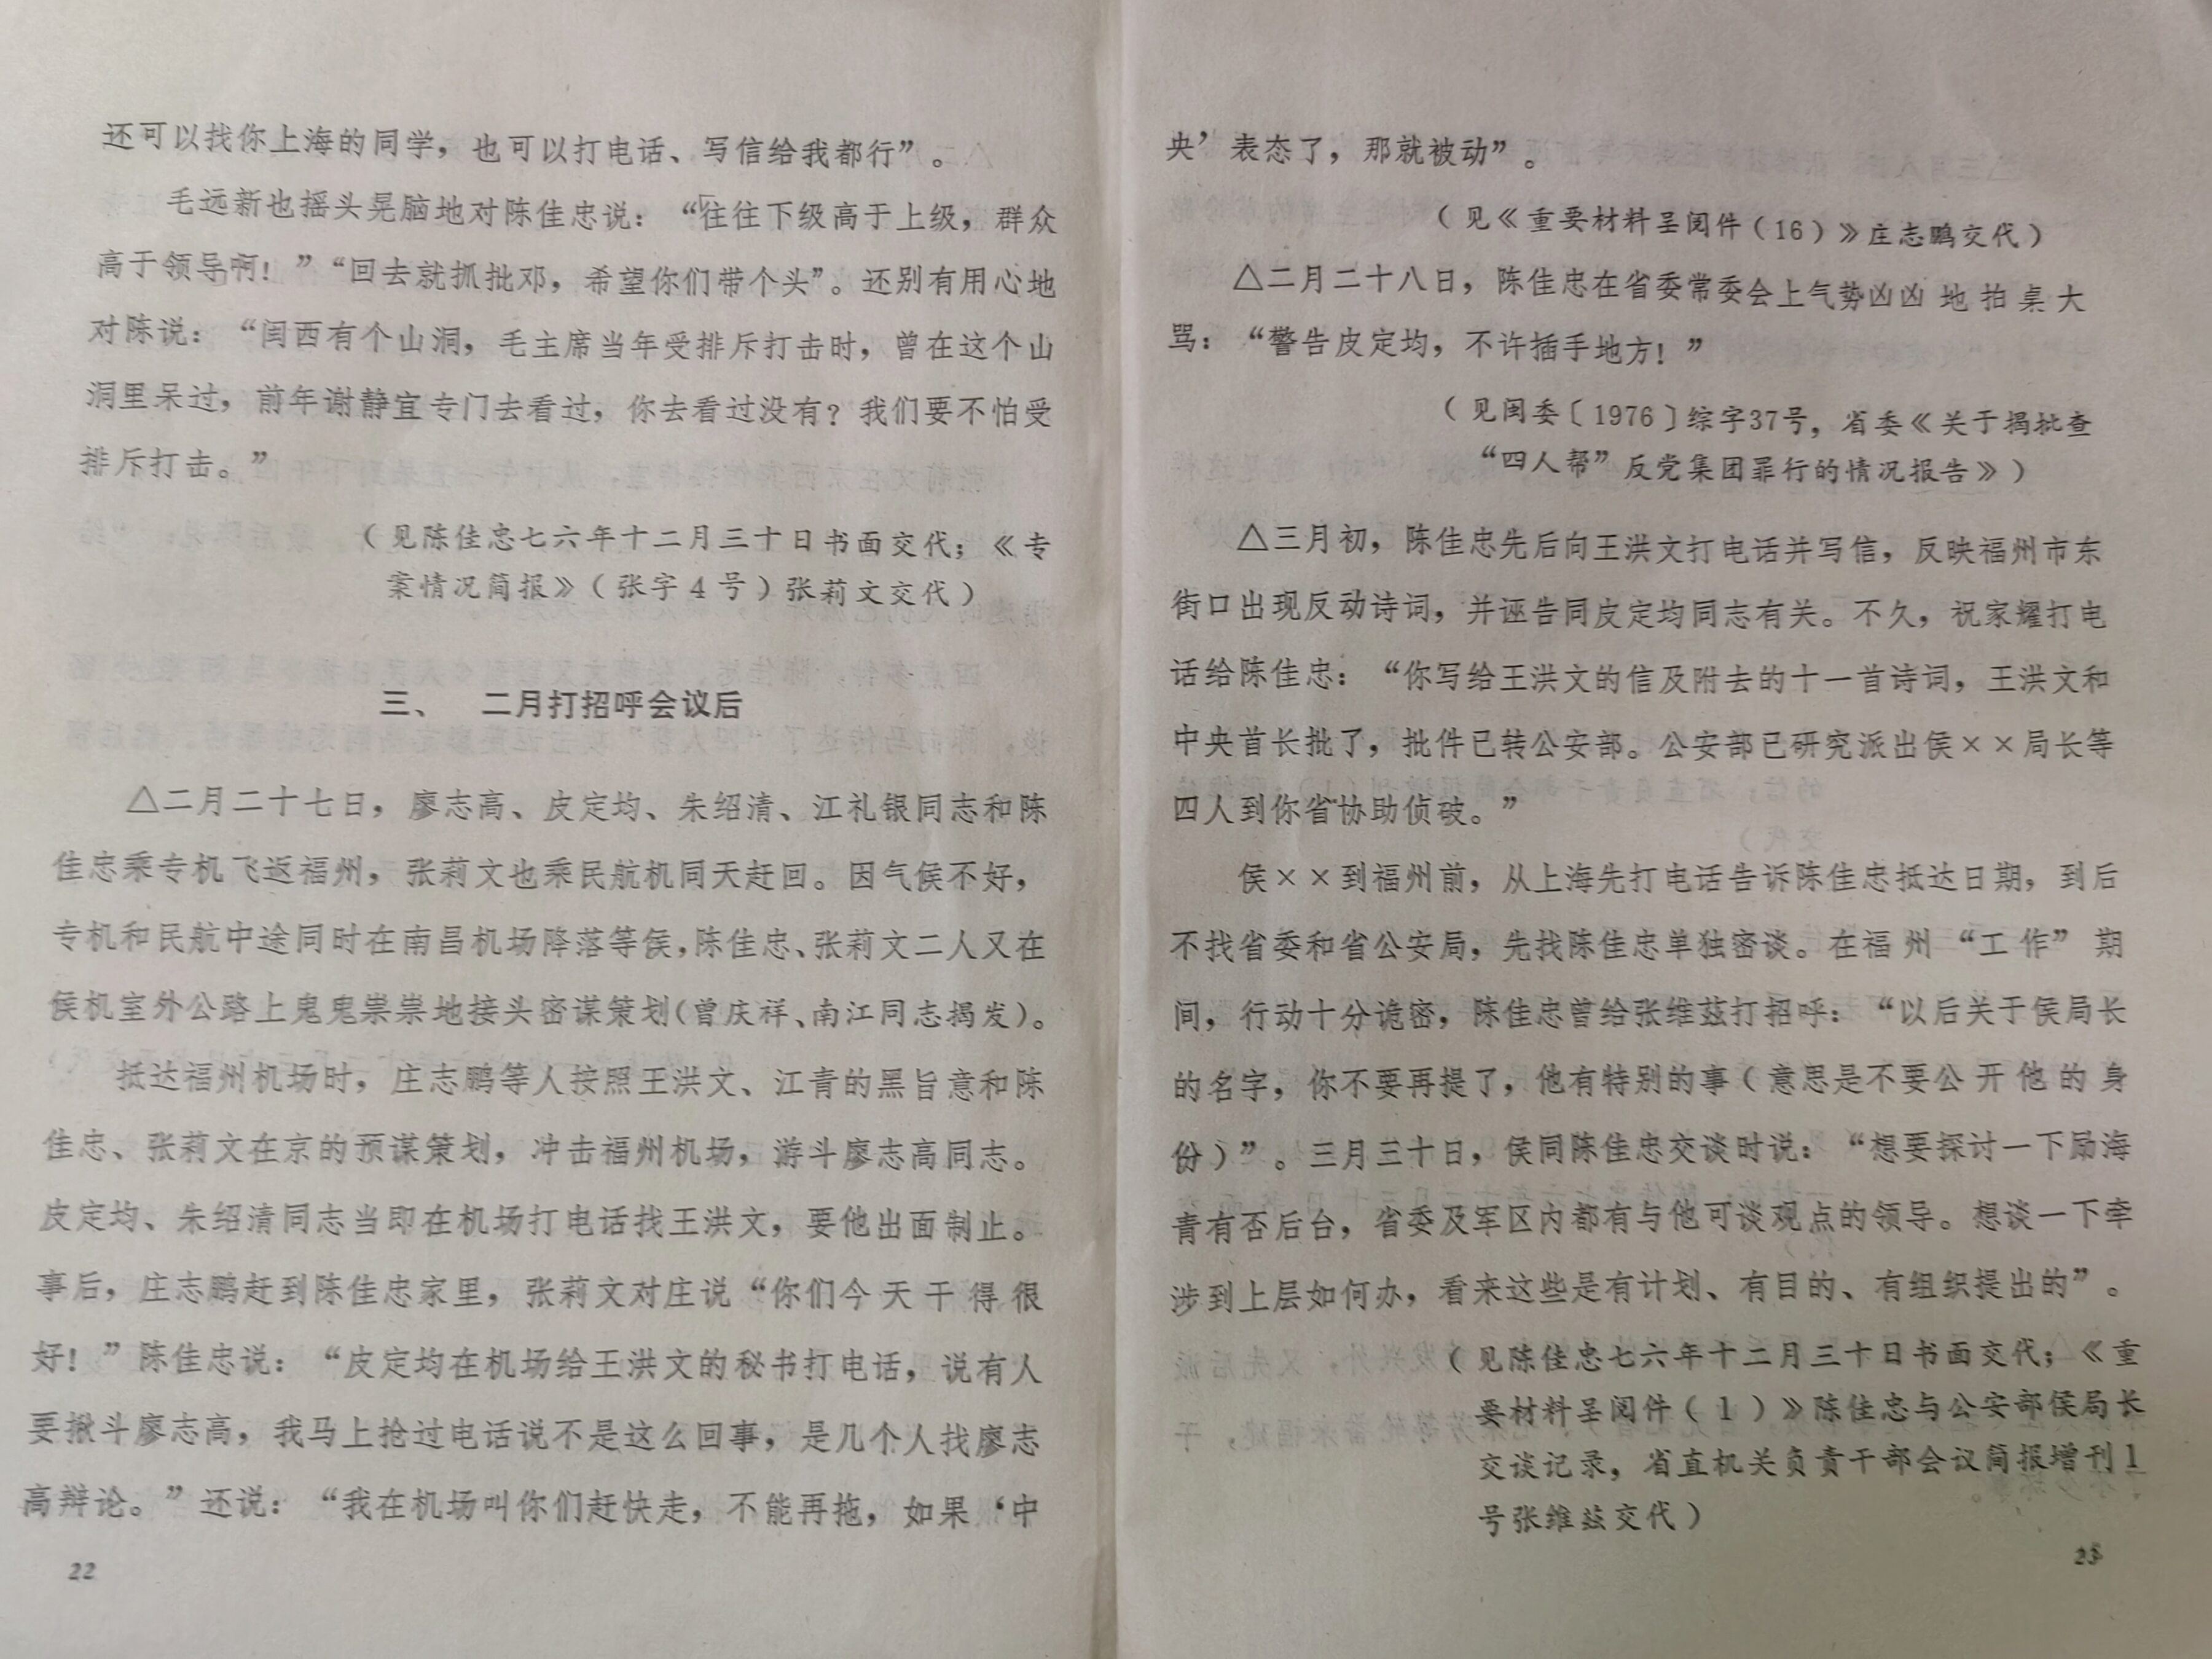 还可以找你上海的同学，也可以打电话、写信给我都行”。
毛远新也摇头晃脑地对陈佳忠说：“往往下级高于上级，群众
高于领导啊！”“回去就抓批邓，希望你们带个头”。还别有用心地
对陈说：“闽西有个山洞，毛主席当年受排斥打击时，曾在这个山
洞里呆过，前年谢静宜专门去看过，你去看过没有？我们要不怕受
排斥打击。”
（见陈佳忠七六年十二月三十日书面交代；《专
案情况简报》（张字4号）张莉文交代）
三、 二月打招呼会议后
△二月二十七日，廖志高、皮定均、朱绍清、江礼银同志和陈
佳忠乘专机飞返福州，张莉文也乘民航机同天赶回。因气侯不好，
专机和民航中途同时在南昌机场降落等侯，陈佳忠、张莉文二人又在
侯机室外公路上鬼鬼祟祟地接头密谋策划（曾庆祥、南江同志揭发）。
抵达福州机场时，庄志鹏等人按照王洪文、江青的黑旨意和陈
佳忠、张莉文在京的预谋策划，冲击福州机场，游斗廖志高同志。
皮定均、朱绍清同志当即在机场打电话找王洪文，要他出面制止。
事后，庄志鹏赶到陈佳忠家里，张莉文对庄说“你们今天干得很
好！”陈佳忠说：“皮定均在机场给王洪文的秘书打电话，说有人
要揪斗廖志高，我马上抢过电话说不是这么回事，是几个人找廖志
高辩论。”还说：“我在机场叫你们赶快走，不能再拖，如果‘中
22
央’表态了，那就被动”。
（见《重要材料呈阅件（16）》庄志鹏交代）
△二月二十八日，陈佳忠在省委常委会上气势凶凶地拍桌大
骂：“警告皮定均，不许插手地方！”
（见闽委〔1976〕综字37号，省委《关于揭批查
“四人帮”反党集团罪行的情况报告》）
△三月初，陈佳忠先后向王洪文打电话并写信，反映福州市东
街口出现反动诗词，并诬告同皮定均同志有关。不久，祝家耀打电
话给陈佳忠：“你写给王洪文的信及附去的十一首诗词，王洪文和
中央首长批了，批件已转公安部。公安部已研究派出侯××局长等
四人到你省协助侦破。”
侯××到福州前，从上海先打电话告诉陈佳忠抵达日期，到后
不找省委和省公安局，先找陈佳忠单独密谈。在福州“工作”期
间，行动十分诡密，陈佳忠曾给张维兹打招呼：“以后关于侯局长
的名字，你不要再提了，他有特别的事（意思是不要公开他的身
份）”。三月三十日，侯同陈佳忠交谈时说：“想要探讨一下励海
青有否后台，省委及军区内都有与他可谈观点的领导。想谈一下牵
涉到上层如何办，看来这些是有计划、有目的、有组织提出的”。
（见陈佳忠七六年十二月三十日书面交代；《重
要材料呈阅件（1）》陈佳忠与公安部侯局长
交谈记录，省直机关负责干部会议简报增刊1
号张维兹交代）
23